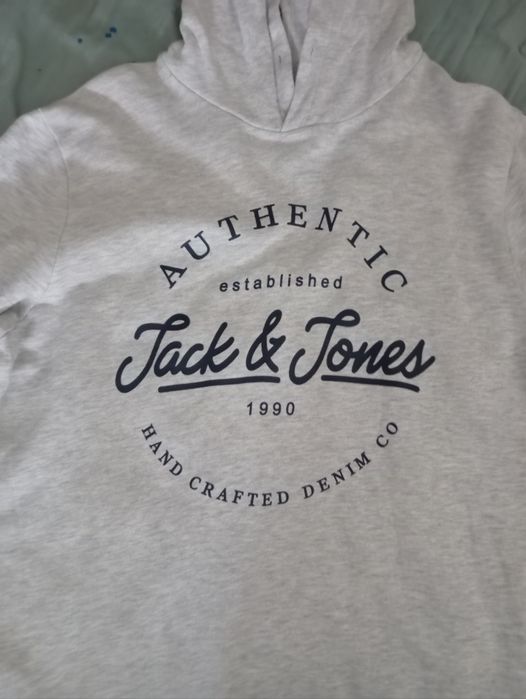 AUTHENTIC
established
Jack & Jones
1990
HAND CRAFTED DENIM CO